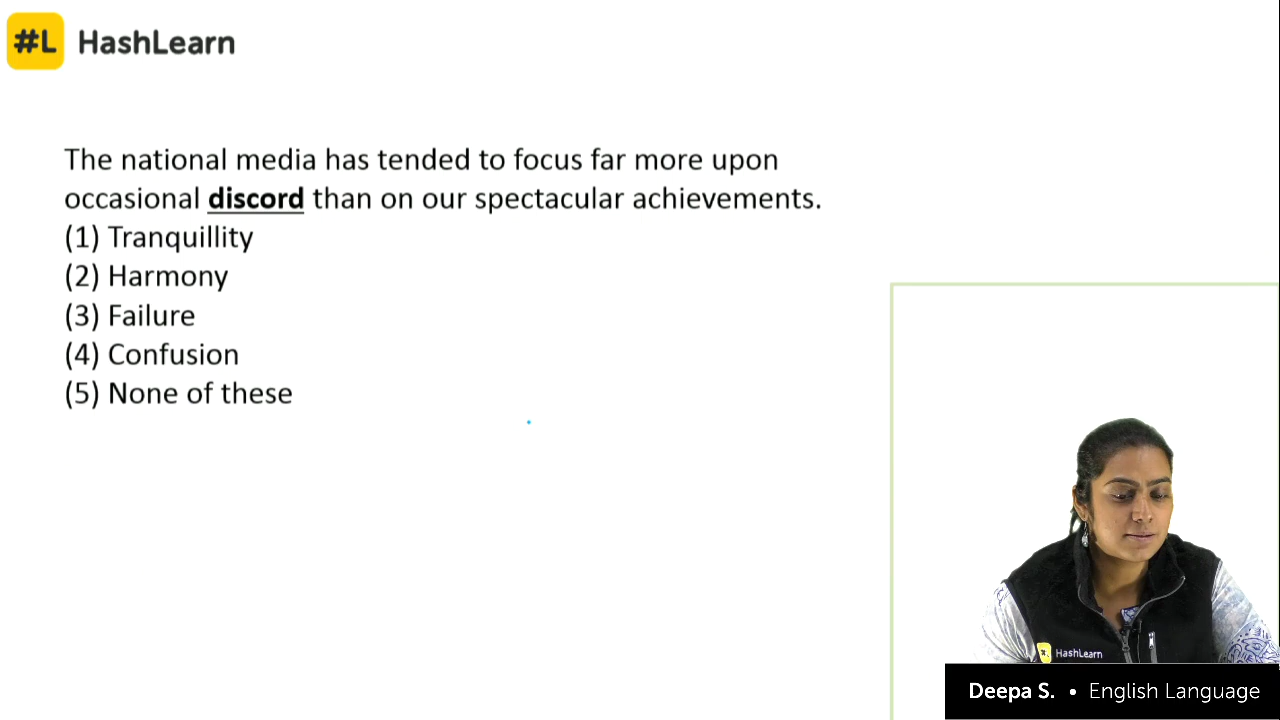 #L HashLearn
The national media has tended to focus far more upon
occasional discord than on our spectacular achievements.
(1) Tranquillity
(2) Harmony
(3) Failure
(4) Confusion
(5) None of these
HashLearn
Deepa S. • English Language